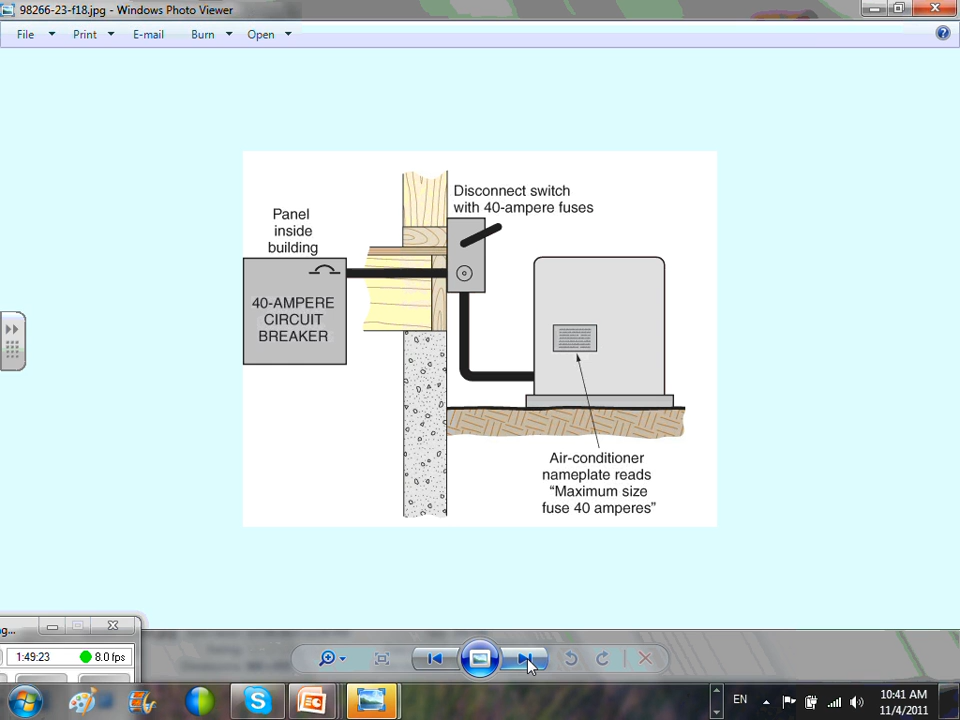 98266-23-f18.jpg - Windows Photo Viewer
File Print E-mail Burn Open
Disconnect switch
with 40-ampere fuses
Panel
inside
building
40-AMPERE
CIRCUIT
BREAKER
Air-conditioner
nameplate reads
“Maximum size
fuse 40 amperes”
g...
1:49:23 8.0 fps
EN
10:41 AM
11/4/2011